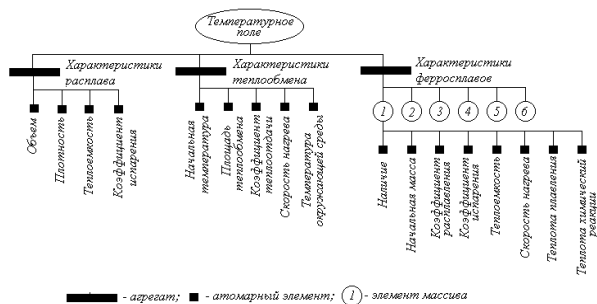 Температурное
поле
Характеристики
расплава
Характеристики
теплообмена
Характеристики
ферросплавов
1
2
3
4
5
6
Объем
Плотность
Теплоемкость
Коэффициент
испарения
Начальная
температура
Площадь
теплообмена
Коэффициент
теплоотдачи
Скорость нагрева
Температура
окружающей среды
Наличие
Начальная масса
Коэффициент
расплавления
Коэффициент
испарения
Теплоемкость
Скорость нагрева
Теплота плавления
Теплота химической
реакции
- агрегат;
- атомарный элемент;
1
- элемент массива